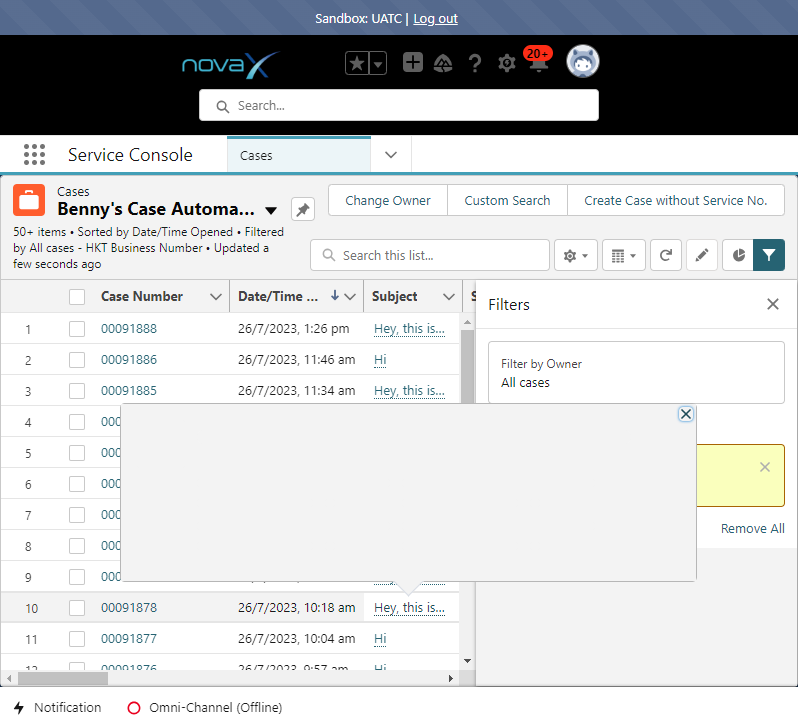 Sandbox: UATC | Log out
novaX
20+
Search...
Service Console
Cases
Cases
Benny's Case Automa...
Change Owner
Custom Search
Create Case without Service No.
50+ items • Sorted by Date/Time Opened • Filtered
by All cases - HKT Business Number • Updated a
few seconds ago
Search this list...
Case Number
Date/Time ...
Subject
Filters
1 00091888 26/7/2023, 1:26 pm Hey, this is...
2 00091886 26/7/2023, 11:46 am Hi
3 00091885 26/7/2023, 11:34 am Hey, this is...
Filter by Owner
All cases
4 000
5 000
6 000
7 000
8 000
9 000
Remove All
10 00091878 26/7/2023, 10:18 am Hey, this is...
11 00091877 26/7/2023, 10:04 am Hi
12 00091876 26/7/2023, 9:57 am Hi
Notification
Omni-Channel (Offline)